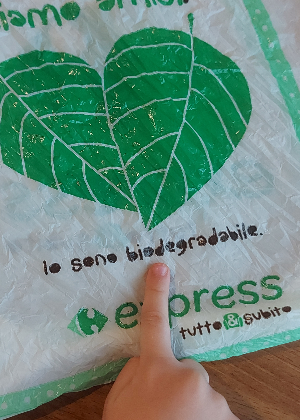 Io sono biodegradabile.
express
tutto & subito